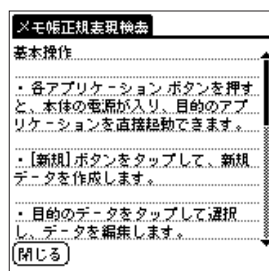 メモ帳正規表現検索
基本操作
・各アプリケーション ボタンを押す
と、本体の電源が入り、目的のアプ
リケーションを直接起動できます。
・[新規]ボタンをタップして、新規
データを作成します。
・目的のデータをタップして選択
し、データを編集します。
閉じる